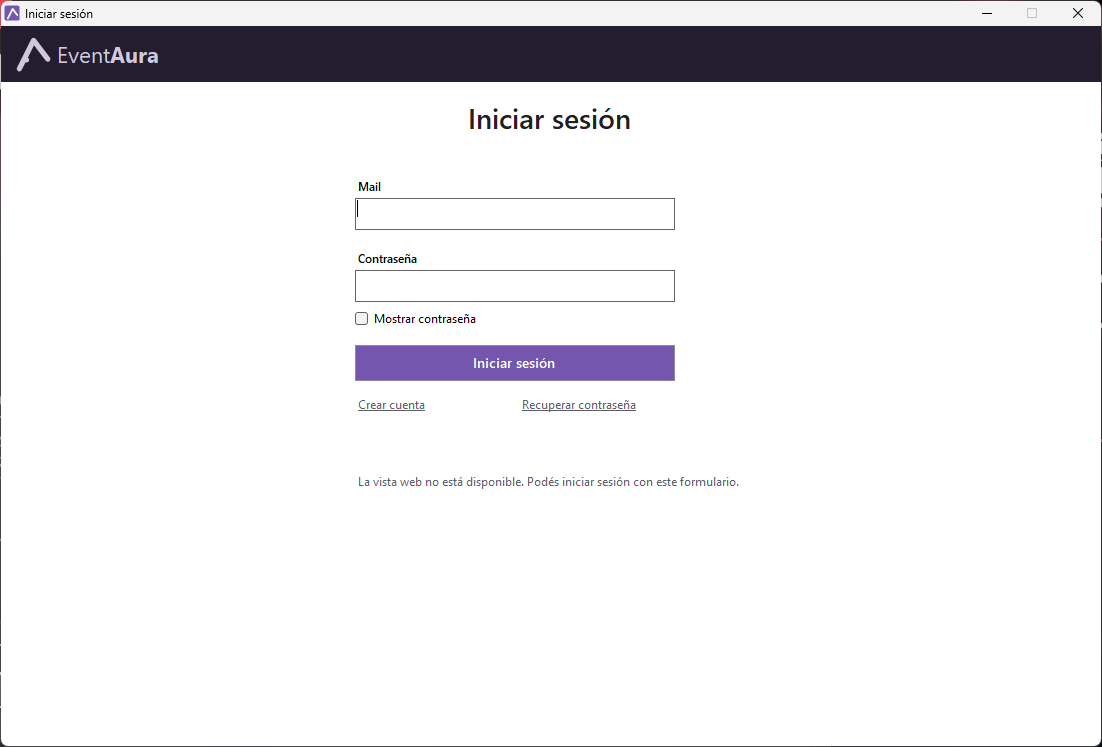 Iniciar sesión
EventAura
Iniciar sesión
Mail
Contraseña
Mostrar contraseña
Iniciar sesión
Crear cuenta Recuperar contraseña
La vista web no está disponible. Podés iniciar sesión con este formulario.